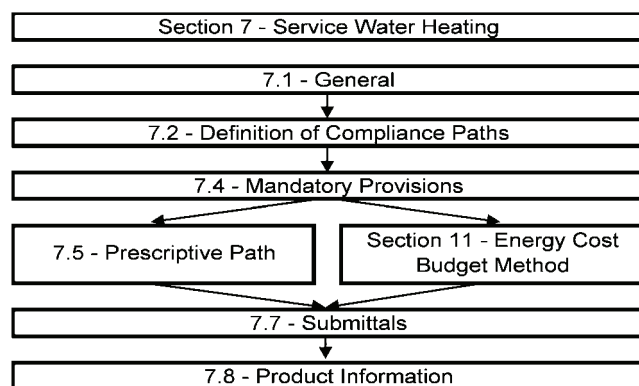 Section 7 - Service Water Heating
7.1 - General
7.2 - Definition of Compliance Paths
7.4 - Mandatory Provisions
7.5 - Prescriptive Path
Section 11 - Energy Cost
Budget Method
7.7 - Submittals
7.8 - Product Information